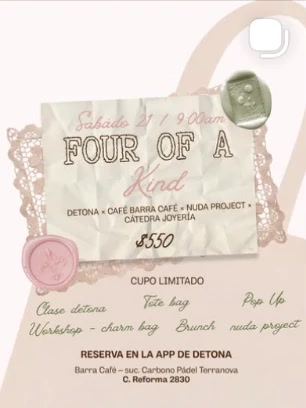 Sábado 21 / 9:00am
FOUR OF A
Kind
DETONA × CAFÉ BARRA CAFÉ × NUDA PROJECT ×
CÁTEDRA JOYERÍA
$550
CUPO LIMITADO
Clase detona Tote bag Pop Up
Workshop - charm bag Brunch nuda project
RESERVA EN LA APP DE DETONA
Barra Café – suc. Carbono Pádel Terranova
C. Reforma 2830